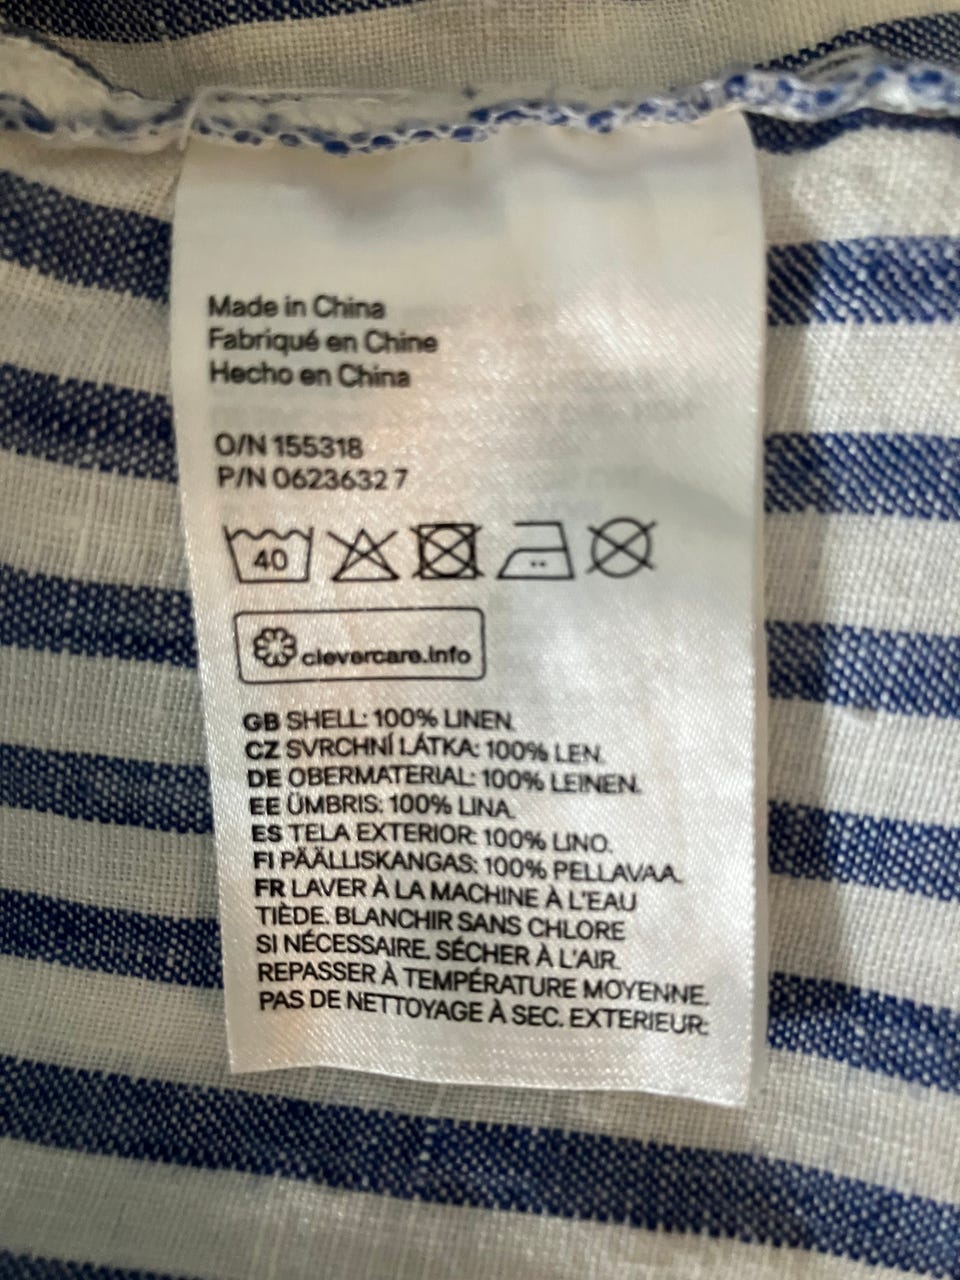 Made in China
Fabriqué en Chine
Hecho en China
O/N 155318
P/N 0623632 7
40
clevercare.info
GB SHELL: 100% LINEN.
CZ SVRCHNÍ LÁTKA: 100% LEN.
DE OBERMATERIAL: 100% LEINEN.
EE ÜMBRIS: 100% LINA.
ES TELA EXTERIOR: 100% LINO.
FI PÄÄLLISKANGAS: 100% PELLAVAA.
FR LAVER À LA MACHINE À L'EAU
TIÈDE. BLANCHIR SANS CHLORE
SI NÉCESSAIRE. SÉCHER À L'AIR.
REPASSER À TEMPÉRATURE MOYENNE.
PAS DE NETTOYAGE À SEC. EXTERIEUR: